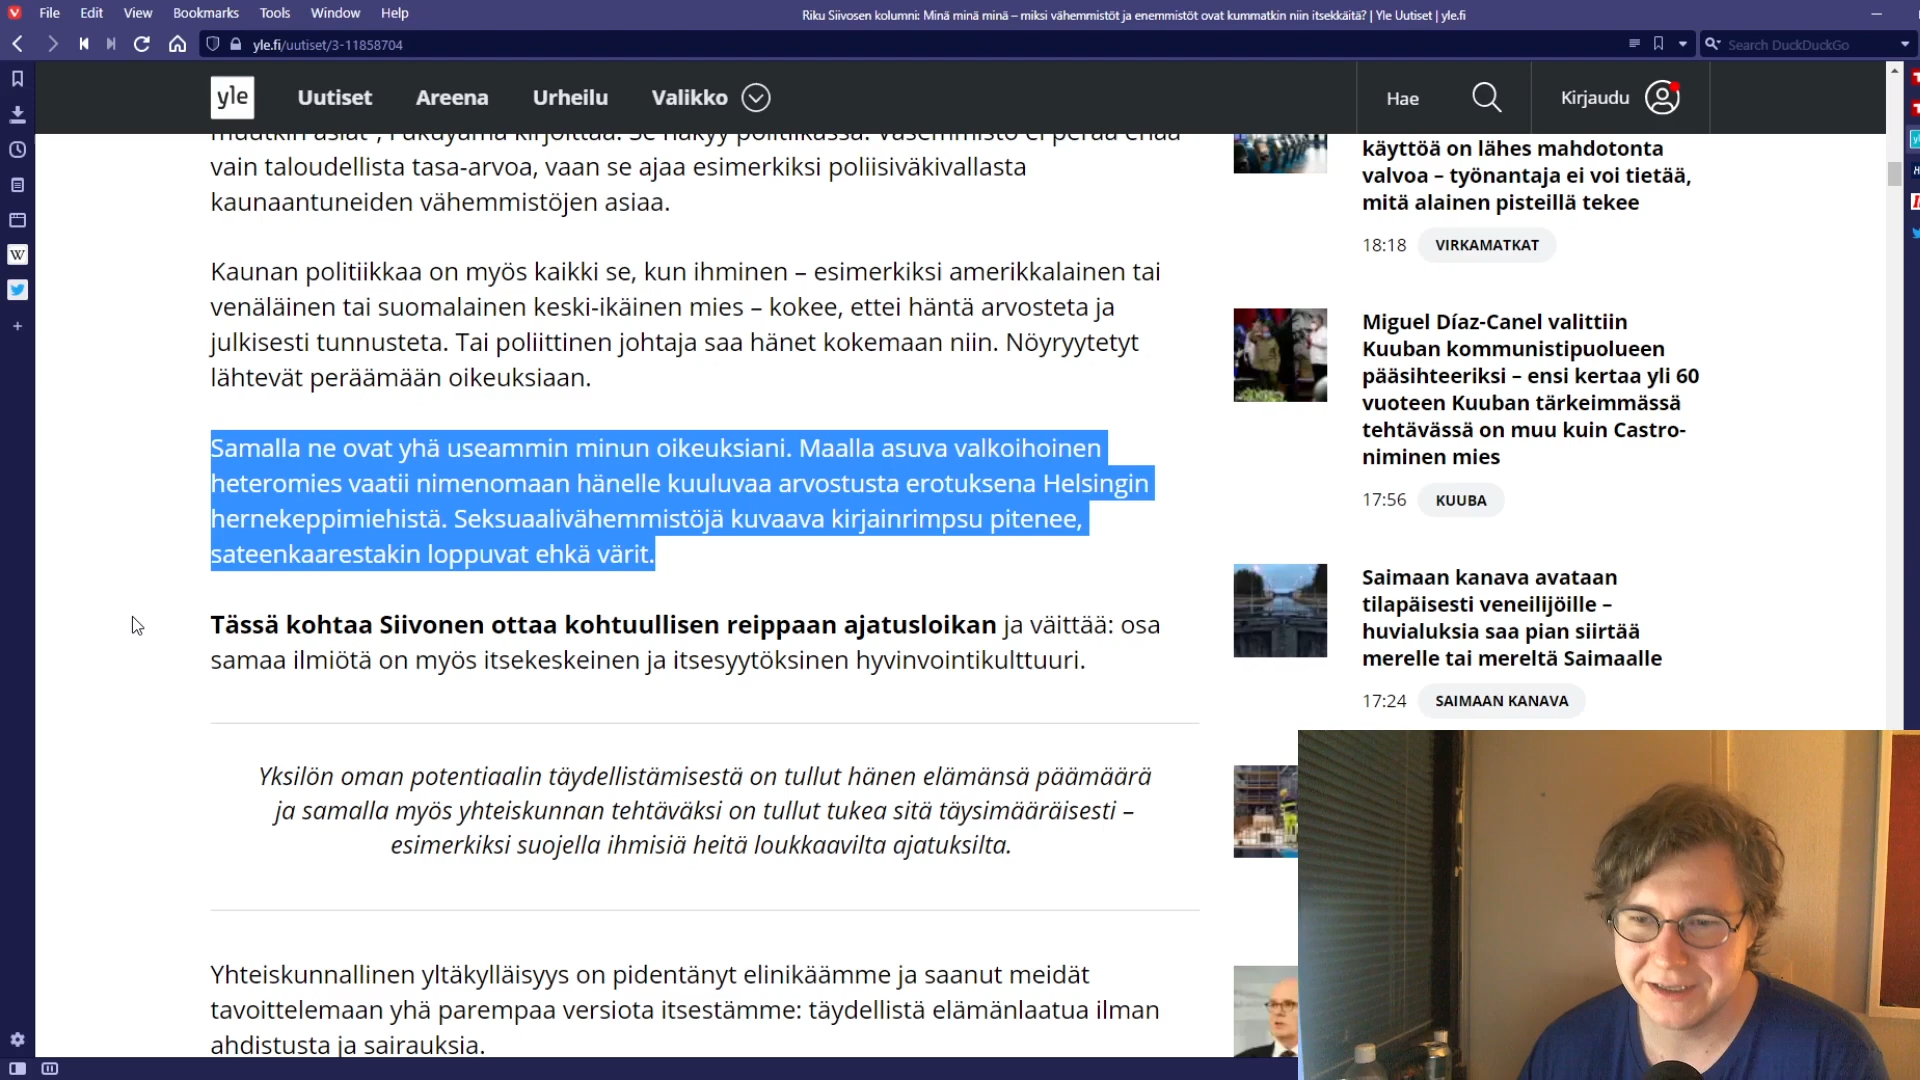 File Edit View Bookmarks Tools Window Help
Riku Siivosen kolumni: Minä minä minä – miksi vähemmistöt ja enemmistöt ovat kummatkin niin itsekkäitä? | Yle Uutiset | yle.fi
yle.fi/uutiset/3-11858704
Search DuckDuckGo
yle Uutiset Areena Urheilu Valikko Hae Kirjaudu
muutkin asiat", Fukuyama kirjoittaa. Se näkyy politiikassa. Vasemmisto ei perää enää
vain taloudellista tasa-arvoa, vaan se ajaa esimerkiksi poliisiväkivallasta
kaunaantuneiden vähemmistöjen asiaa.
Kaunan politiikkaa on myös kaikki se, kun ihminen – esimerkiksi amerikkalainen tai
venäläinen tai suomalainen keski-ikäinen mies – kokee, ettei häntä arvosteta ja
julkisesti tunnusteta. Tai poliittinen johtaja saa hänet kokemaan niin. Nöyryytetyt
lähtevät peräämään oikeuksiaan.
Samalla ne ovat yhä useammin minun oikeuksiani. Maalla asuva valkoihoinen
heteromies vaatii nimenomaan hänelle kuuluvaa arvostusta erotuksena Helsingin
hernekeppimiehistä. Seksuaalivähemmistöjä kuvaava kirjainrimpsu pitenee,
sateenkaarestakin loppuvat ehkä värit.
Tässä kohtaa Siivonen ottaa kohtuullisen reippaan ajatusloikan ja väittää: osa
samaa ilmiötä on myös itsekeskeinen ja itsesyytöksinen hyvinvointikulttuuri.
Yksilön oman potentiaalin täydellistämisestä on tullut hänen elämänsä päämäärä
ja samalla myös yhteiskunnan tehtäväksi on tullut tukea sitä täysimääräisesti –
esimerkiksi suojella ihmisiä heitä loukkaavilta ajatuksilta.
Yhteiskunnallinen yltäkylläisyys on pidentänyt elinikäämme ja saanut meidät
tavoittelemaan yhä parempaa versiota itsestämme: täydellistä elämänlaatua ilman
ahdistusta ja sairauksia.
käyttöä on lähes mahdotonta
valvoa – työnantaja ei voi tietää,
mitä alainen pisteillä tekee
18:18 VIRKAMATKAT
Miguel Díaz-Canel valittiin
Kuuban kommunistipuolueen
pääsihteeriksi – ensi kertaa yli 60
vuoteen Kuuban tärkeimmässä
tehtävässä on muu kuin Castro-
niminen mies
17:56 KUUBA
Saimaan kanava avataan
tilapäisesti veneilijöille –
huvialuksia saa pian siirtää
merelle tai mereltä Saimaalle
17:24 SAIMAAN KANAVA